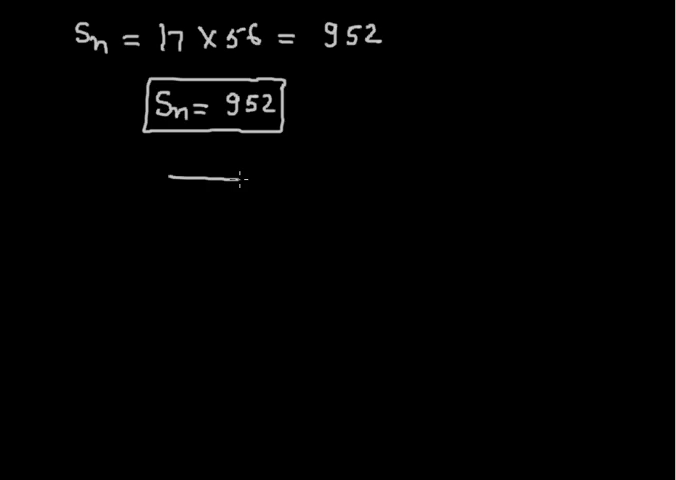 Sn = 17 × 56 = 952
Sn = 952